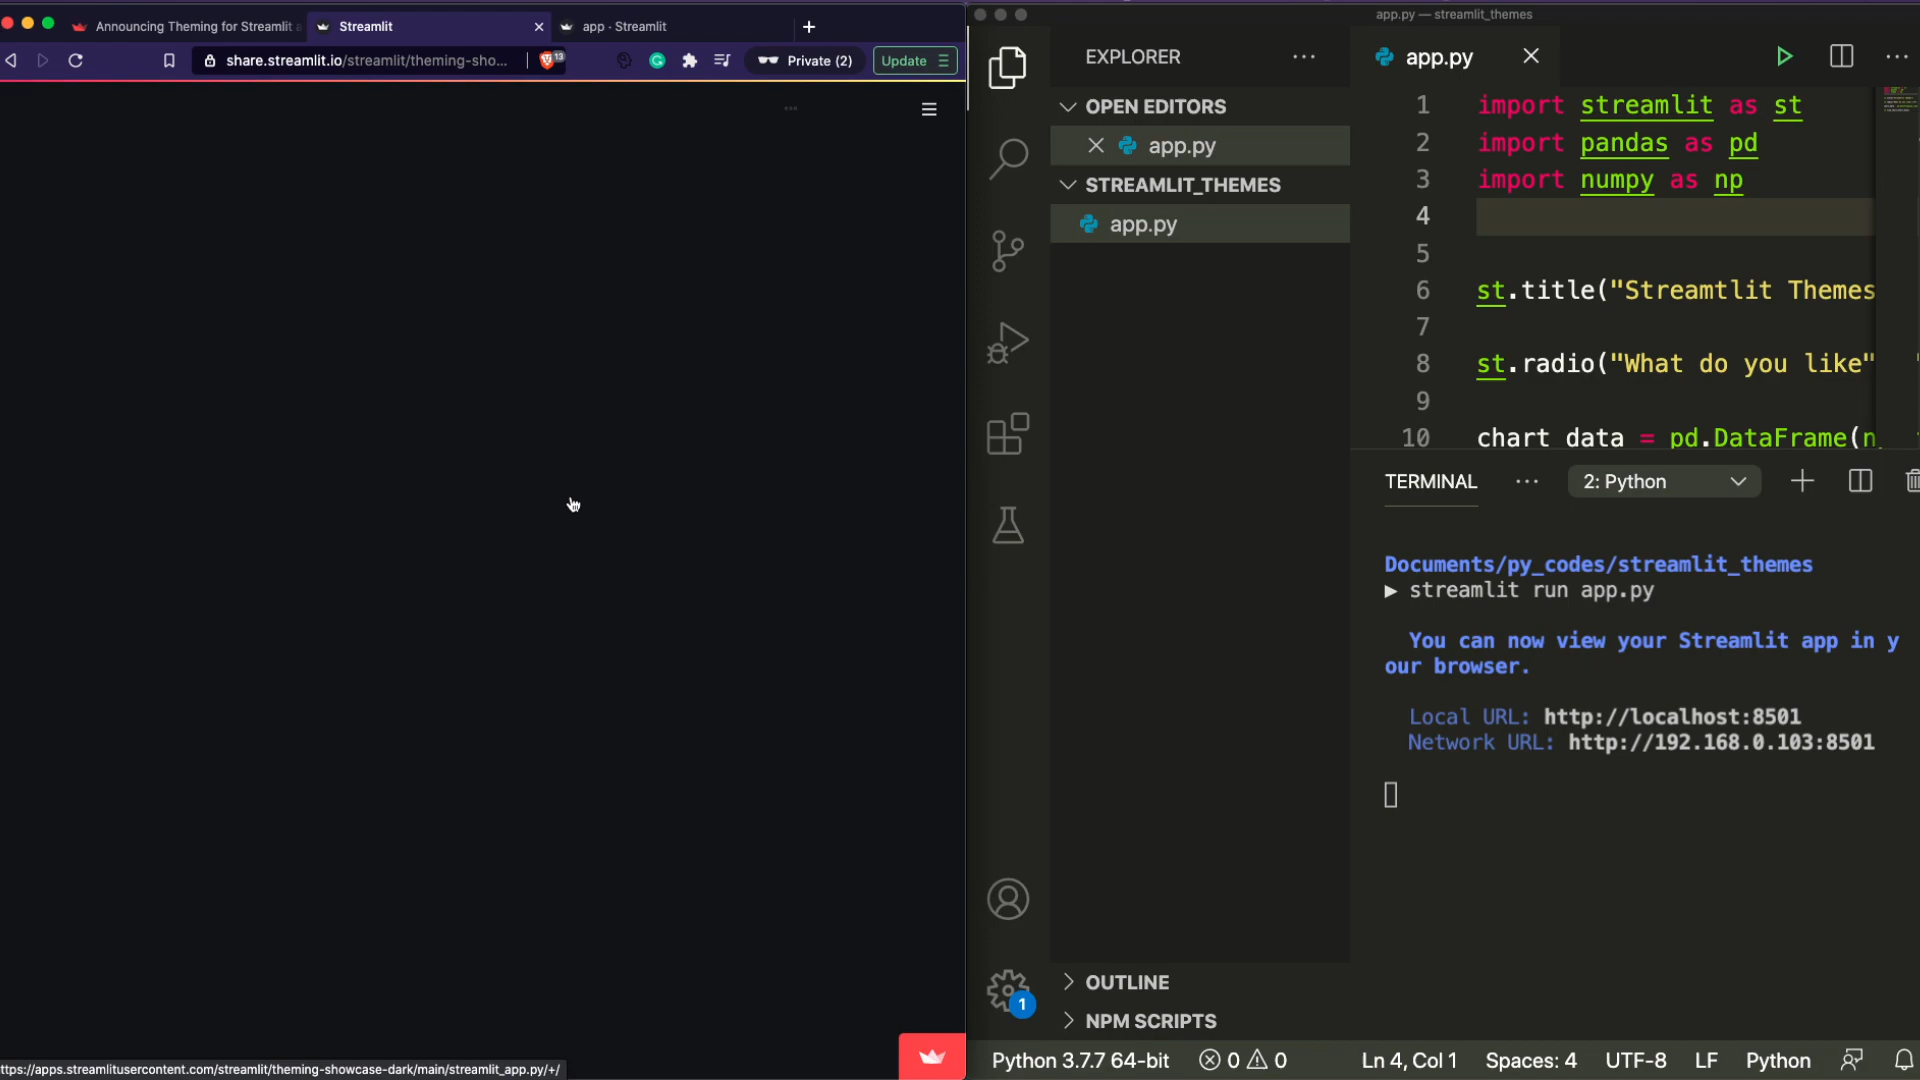 Announcing Theming for Streamlit
Streamlit
app · Streamlit
share.streamlit.io/streamlit/theming-sho...
13
Private (2)
Update
ttps://apps.streamlitusercontent.com/streamlit/theming-showcase-dark/main/streamlit_app.py/+/
app.py — streamlit_themes
EXPLORER
OPEN EDITORS
app.py
STREAMLIT_THEMES
app.py
OUTLINE
NPM SCRIPTS
1
app.py
1 import streamlit as st
2 import pandas as pd
3 import numpy as np
4
5
6 st.title("Streamtlit Themes
7
8 st.radio("What do you like"
9
10 chart data = pd.DataFrame(n
TERMINAL
2: Python
Documents/py_codes/streamlit_themes
▶ streamlit run app.py
You can now view your Streamlit app in y
our browser.
Local URL: http://localhost:8501
Network URL: http://192.168.0.103:8501
Python 3.7.7 64-bit
0
0
Ln 4, Col 1
Spaces: 4
UTF-8
LF
Python